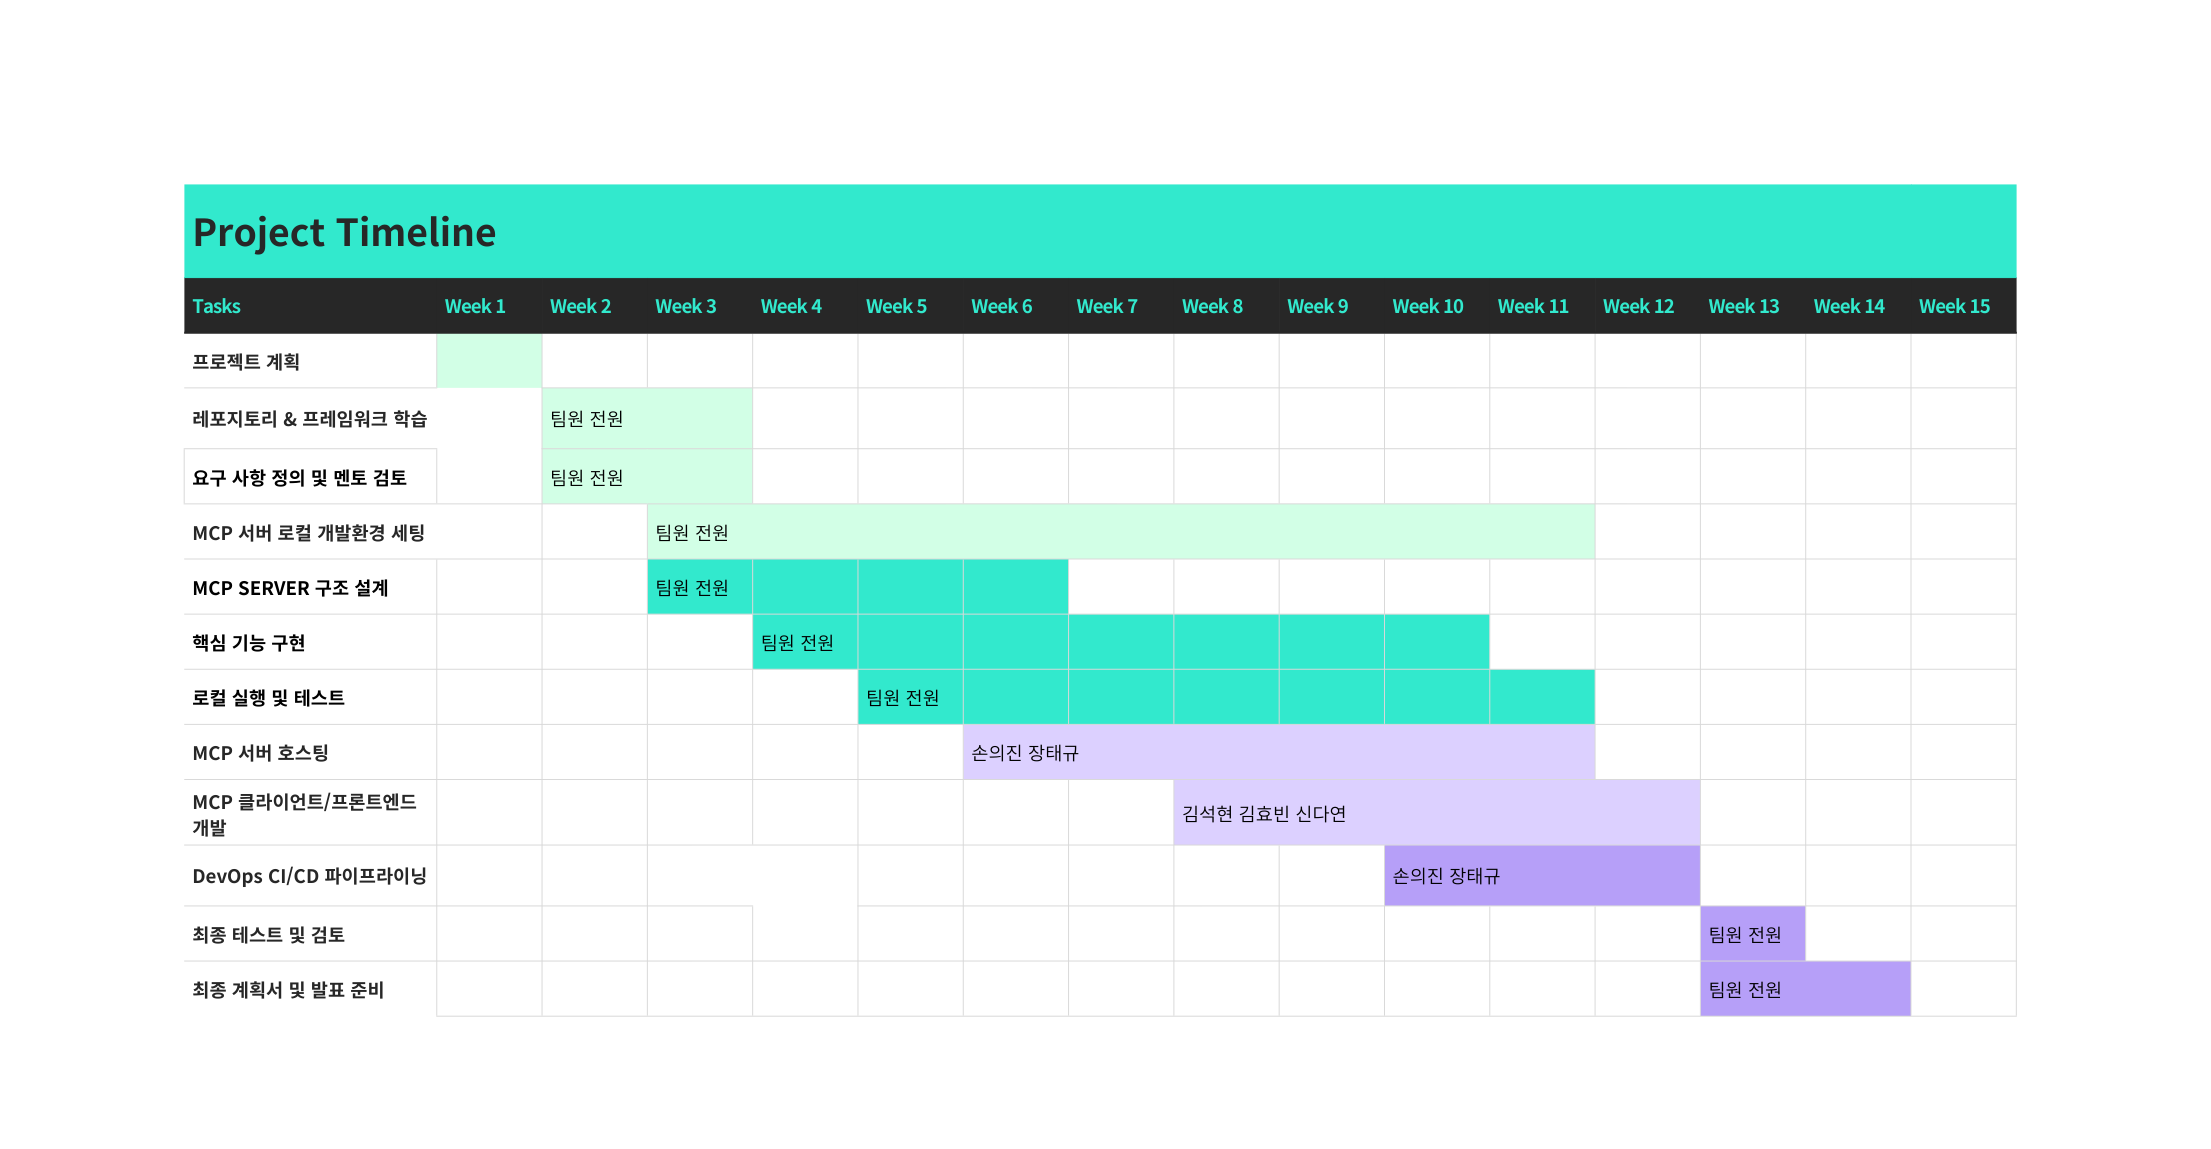 Project Timeline
Tasks Week 1 Week 2 Week 3 Week 4 Week 5 Week 6 Week 7 Week 8 Week 9 Week 10 Week 11 Week 12 Week 13 Week 14 Week 15
프로젝트 계획
레포지토리 & 프레임워크 학습 팀원 전원
요구 사항 정의 및 멘토 검토 팀원 전원
MCP 서버 로컬 개발환경 세팅 팀원 전원
MCP SERVER 구조 설계 팀원 전원
핵심 기능 구현 팀원 전원
로컬 실행 및 테스트 팀원 전원
MCP 서버 호스팅 손의진 장태규
MCP 클라이언트/프론트엔드
개발 김석현 김효빈 신다연
DevOps CI/CD 파이프라이닝 손의진 장태규
최종 테스트 및 검토 팀원 전원
최종 계획서 및 발표 준비 팀원 전원